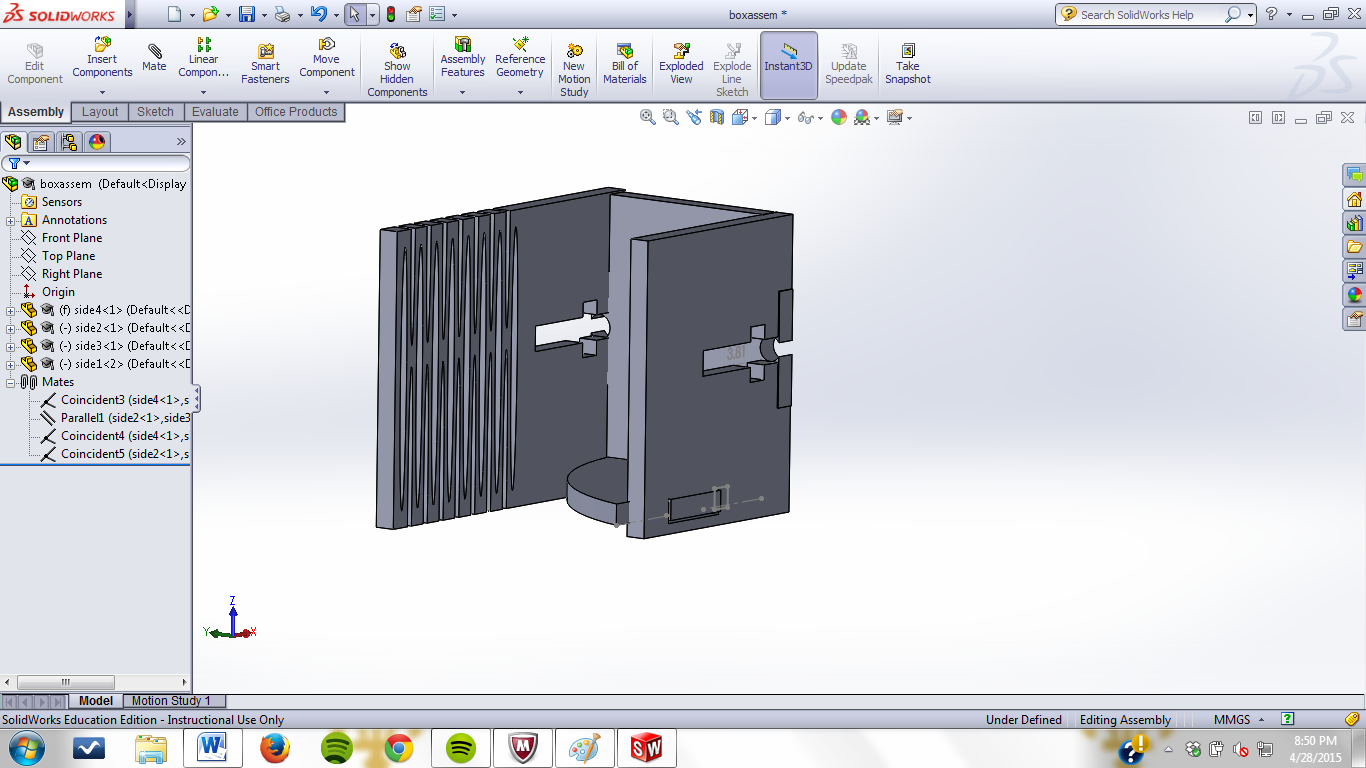 SOLIDWORKS
boxassem *
Search SolidWorks Help
Edit Component
Insert Components
Mate
Linear Compon...
Smart Fasteners
Move Component
Show Hidden Components
Assembly Features
Reference Geometry
New Motion Study
Bill of Materials
Exploded View
Explode Line Sketch
Instant3D
Update Speedpak
Take Snapshot
Assembly
Layout
Sketch
Evaluate
Office Products
boxassem (Default<Display
Sensors
Annotations
Front Plane
Top Plane
Right Plane
Origin
(f) side4<1> (Default<<D
(-) side2<1> (Default<<D
(-) side3<1> (Default<<D
(-) side1<2> (Default<<D
Mates
Coincident3 (side4<1>,s
Parallel1 (side2<1>,side3
Coincident4 (side4<1>,s
Coincident5 (side2<1>,s
3.81
Z
Y
X
Model
Motion Study 1
SolidWorks Education Edition - Instructional Use Only
Under Defined
Editing Assembly
MMGS
8:50 PM
4/28/2015